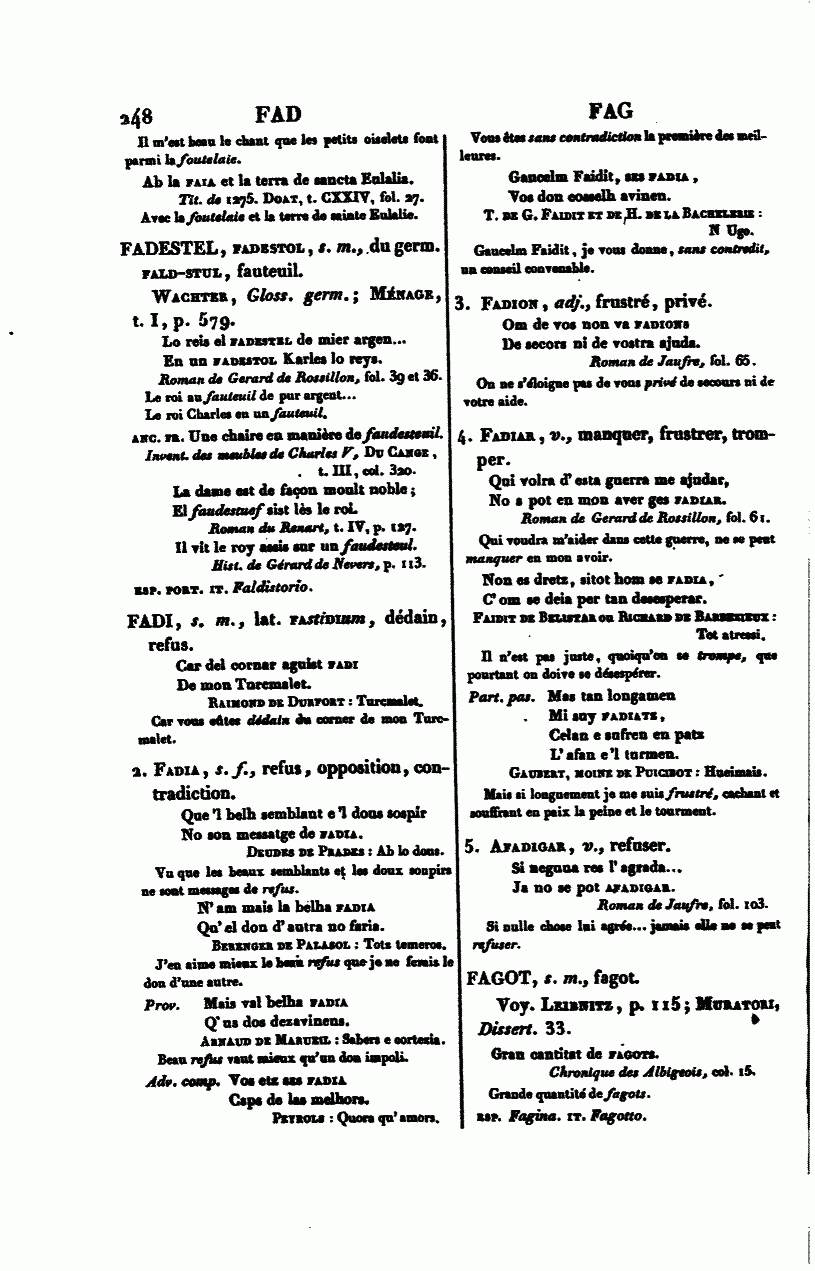 248 FAD FAG
Il m'est beau le chant que les petits oiselets font
parmi la foutelaie.
Ab la FAIA et la terra de sancta Eulalia.
Tit. de 1275. DOAT, t. CXXIV, fol. 27.
Avec la foutelaie et la terre de sainte Eulalie.
FADESTEL, FADESTOL, s. m., du germ.
FALD-STUL, fauteuil.
WACHTER, Gloss. germ.; MÉNAGE,
t. I, p. 579.
Lo reis el FADESTEL de mier argen...
En un FADESTOL Karles lo reys.
Roman de Gerard de Rossillon, fol. 39 et 36.
Le roi au fauteuil de pur argent...
Le roi Charles en un fauteuil.
ANC. FR. Une chaire en manière de faudesteuil.
Invent. des meubles de Charles V, DU CANGE,
t. III, col. 320.
La dame est de façon moult noble;
El faudestuef sist lès le roi.
Roman du Renart, t. IV, p. 127.
Il vit le roy assis sur un faudesteul.
Hist. de Gérard de Nevers, p. 113.
ESP. PORT. IT. Faldistorio.
FADI, s. m., lat. FAstiDIum, dédain,
refus.
Car del cornar aguist FADI
De mon Turcmalet.
RAIMOND DE DURFORT: Turcmalet.
Car vous eûtes dédain du corner de mon Turc-
malet.
2. FADIA, s. f., refus, opposition, con-
tradiction.
Que 'l belh semblant e 'l dous sospir
No son messatge de FADIA.
DEUDES DE PRADES: Ab lo dous.
Vu que les beaux semblants et les doux soupirs
ne sont messages de refus.
N' am mais la belha FADIA
Qu' el don d' autra no faria.
BERENGER DE PALASOL: Totz temeros.
J'en aime mieux le beau refus que je ne ferais le
don d'une autre.
Prov. Mais val belha FADIA
Q' us dos dezavinens.
ARNAUD DE MARUEIL: Sabers e cortezia.
Beau refus vaut mieux qu'un don impoli.
Adv. comp. Vos etz ses FADIA
Caps de las melhors.
PEYROLS: Quora qu' amors.
Vous êtes sans contradiction la première des meil-
leures.
Gaucelm Faidit, SES FADIA,
Vos don cosselh avinen.
T. DE G. FAIDIT ET DE H. DE LA BACHELERIE:
N Ugo.
Gaucelm Faidit, je vous donne, sans contredit,
un conseil convenable.
3. FADION, adj., frustré, privé.
Om de vos non va FADIONS
De secors ni de vostra ajuda.
Roman de Jaufre, fol. 65.
On ne s'éloigne pas de vous privé de secours ni de
votre aide.
4. FADIAR, v., manquer, frustrer, trom-
per.
Qui volra d' esta guerra me ajudar,
No s pot en mon aver ges FADIAR.
Roman de Gerard de Rossillon, fol. 61.
Qui voudra m'aider dans cette guerre, ne se peut
manquer en mon avoir.
Non es dretz, sitot hom se FADIA,
C' om se deia per tan desesperar.
FAIDIT DE BELISTAR ou RICHARD DE BARBESIEUX:
Tot atressi.
Il n'est pas juste, quoiqu'on se trompe, que
pourtant on doive se désespérer.
Part. pas. Mas tan longamen
Mi suy FADIATZ,
Celan e sufren en patz
L' afan e 'l turmen.
GAUBERT, MOINE DE PUICIBOT: Hueimais.
Mais si longuement je me suis frustré, cachant et
souffrant en paix la peine et le tourment.
5. AFADIGAR, v., refuser.
Si neguna res l' agrada...
Ja no se pot AFADIGAR.
Roman de Jaufre, fol. 103.
Si nulle chose lui agrée... jamais elle ne se peut
refuser.
FAGOT, s. m., fagot.
Voy. LEIBNITZ, p. 115; MURATORI,
Dissert. 33.
Gran cantitat de FAGOTS.
Chronique des Albigeois, col. 15.
Grande quantité de fagots.
ESP. Fagina. IT. Fagotto.